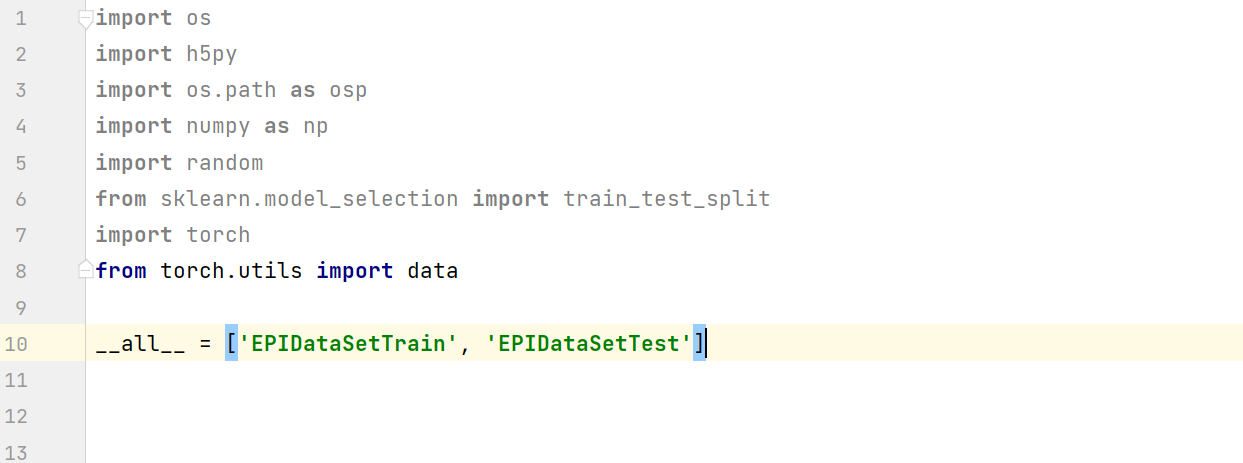 1 import os
2 import h5py
3 import os.path as osp
4 import numpy as np
5 import random
6 from sklearn.model_selection import train_test_split
7 import torch
8 from torch.utils import data
9
10 __all__ = ['EPIDataSetTrain', 'EPIDataSetTest']
11
12
13